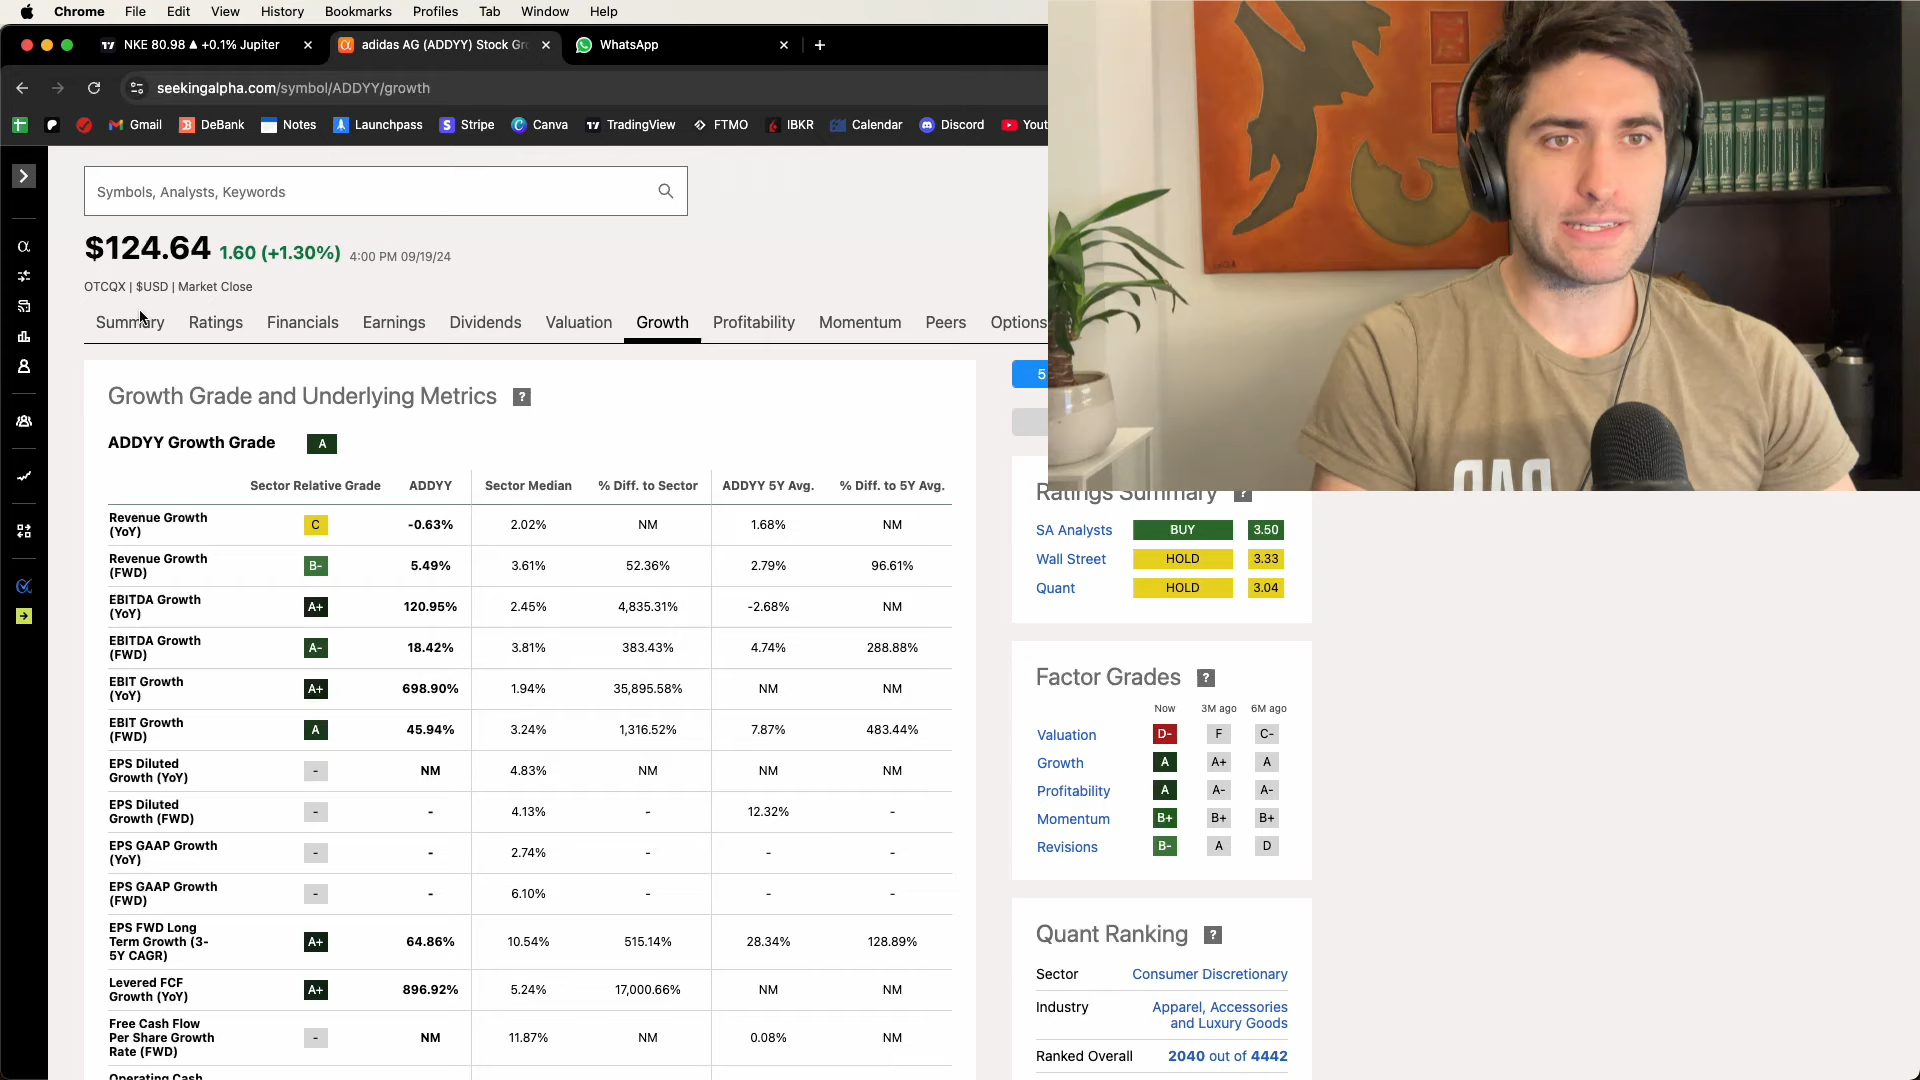 Chrome File Edit View History Bookmarks Profiles Tab Window Help
NKE 80.98 ▲ +0.1% Jupiter
adidas AG (ADDYY) Stock Gr
WhatsApp
seekingalpha.com/symbol/ADDYY/growth
Gmail DeBank Notes Launchpass Stripe Canva TradingView FTMO IBKR Calendar Discord Yout
Symbols, Analysts, Keywords
$124.64 1.60 (+1.30%) 4:00 PM 09/19/24
OTCQX | $USD | Market Close
Summary Ratings Financials Earnings Dividends Valuation Growth Profitability Momentum Peers Options
Growth Grade and Underlying Metrics ?
ADDYY Growth Grade A
Sector Relative Grade ADDYY Sector Median % Diff. to Sector ADDYY 5Y Avg. % Diff. to 5Y Avg.
Revenue Growth
(YoY) C -0.63% 2.02% NM 1.68% NM
Revenue Growth
(FWD) B- 5.49% 3.61% 52.36% 2.79% 96.61%
EBITDA Growth
(YoY) A+ 120.95% 2.45% 4,835.31% -2.68% NM
EBITDA Growth
(FWD) A- 18.42% 3.81% 383.43% 4.74% 288.88%
EBIT Growth
(YoY) A+ 698.90% 1.94% 35,895.58% NM NM
EBIT Growth
(FWD) A 45.94% 3.24% 1,316.52% 7.87% 483.44%
EPS Diluted
Growth (YoY) - NM 4.83% NM NM NM
EPS Diluted
Growth (FWD) - - 4.13% - 12.32% -
EPS GAAP Growth
(YoY) - - 2.74% - - -
EPS GAAP Growth
(FWD) - - 6.10% - - -
EPS FWD Long
Term Growth (3-
5Y CAGR) A+ 64.86% 10.54% 515.14% 28.34% 128.89%
Levered FCF
Growth (YoY) A+ 896.92% 5.24% 17,000.66% NM NM
Free Cash Flow
Per Share Growth
Rate (FWD) - NM 11.87% NM 0.08% NM
Operating Cash
5
Ratings Summary ?
SA Analysts BUY 3.50
Wall Street HOLD 3.33
Quant HOLD 3.04
Factor Grades ?
Now 3M ago 6M ago
Valuation D- F C-
Growth A A+ A
Profitability A A- A-
Momentum B+ B+ B+
Revisions B- A D
Quant Ranking ?
Sector Consumer Discretionary
Industry Apparel, Accessories
and Luxury Goods
Ranked Overall 2040 out of 4442